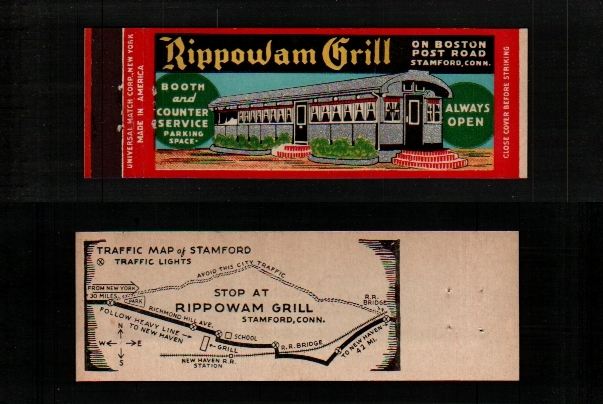 UNIVERSAL MATCH CORP., NEW YORK
MADE IN AMERICA
Rippowam Grill
ON BOSTON
POST ROAD
STAMFORD, CONN.
BOOTH
and
COUNTER
SERVICE
PARKING
SPACE-
ALWAYS
OPEN
CLOSE COVER BEFORE STRIKING
TRAFFIC MAP of STAMFORD
TRAFFIC LIGHTS
AVOID THIS CITY TRAFFIC
FROM NEW YORK
30 MILES
PARK
STOP AT
RIPPOWAM GRILL
STAMFORD, CONN.
R.R.
BRIDGE
RICHMOND HILL AVE.
FOLLOW HEAVY LINE
TO NEW HAVEN
SCHOOL
GRILL
R.R. BRIDGE
TO NEW HAVEN
42 MI.
N
W E
S
NEW HAVEN R.R.
STATION